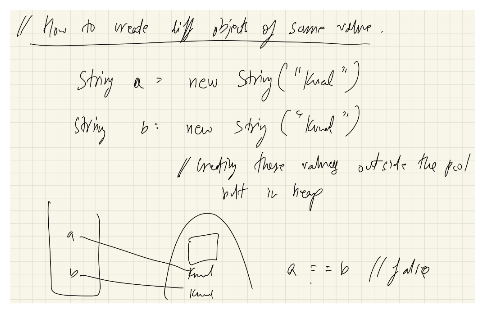 // How to create diff objects of same value.
String a = new String("Kunal")
String b = new String("Kunal")
// Creating these values outside the pool
but in heap
a
b
Kunal
Kunal
a == b // false